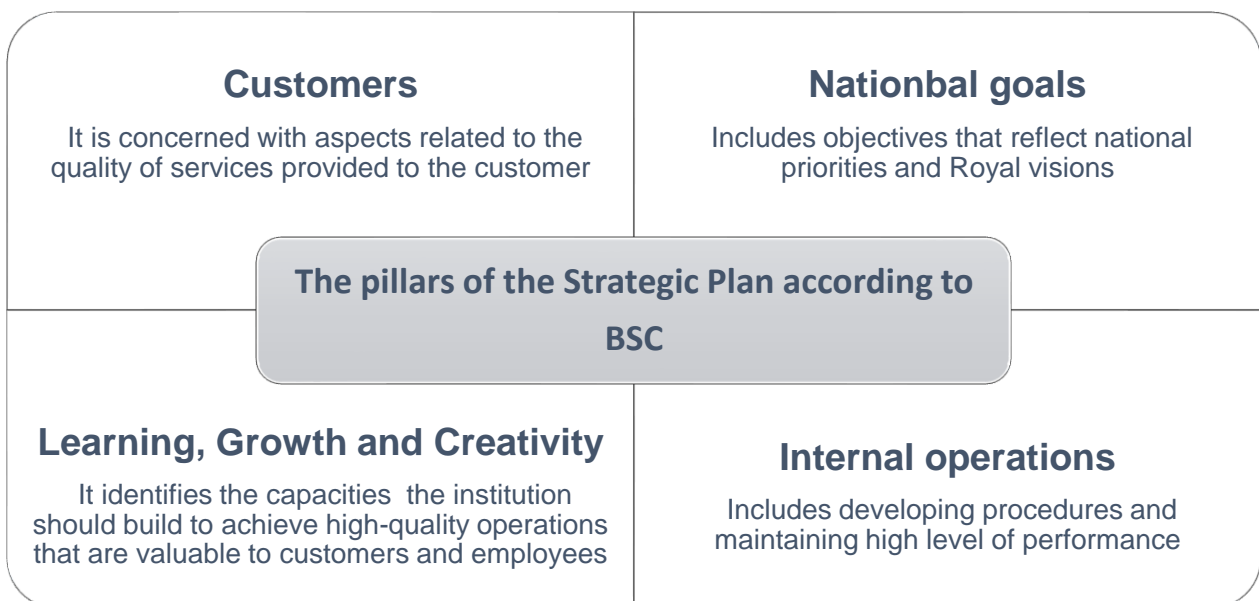 Customers
It is concerned with aspects related to the
quality of services provided to the customer
Nationbal goals
Includes objectives that reflect national
priorities and Royal visions
The pillars of the Strategic Plan according to
BSC
Learning, Growth and Creativity
It identifies the capacities  the institution
should build to achieve high-quality operations
that are valuable to customers and employees
Internal operations
Includes developing procedures and
maintaining high level of performance